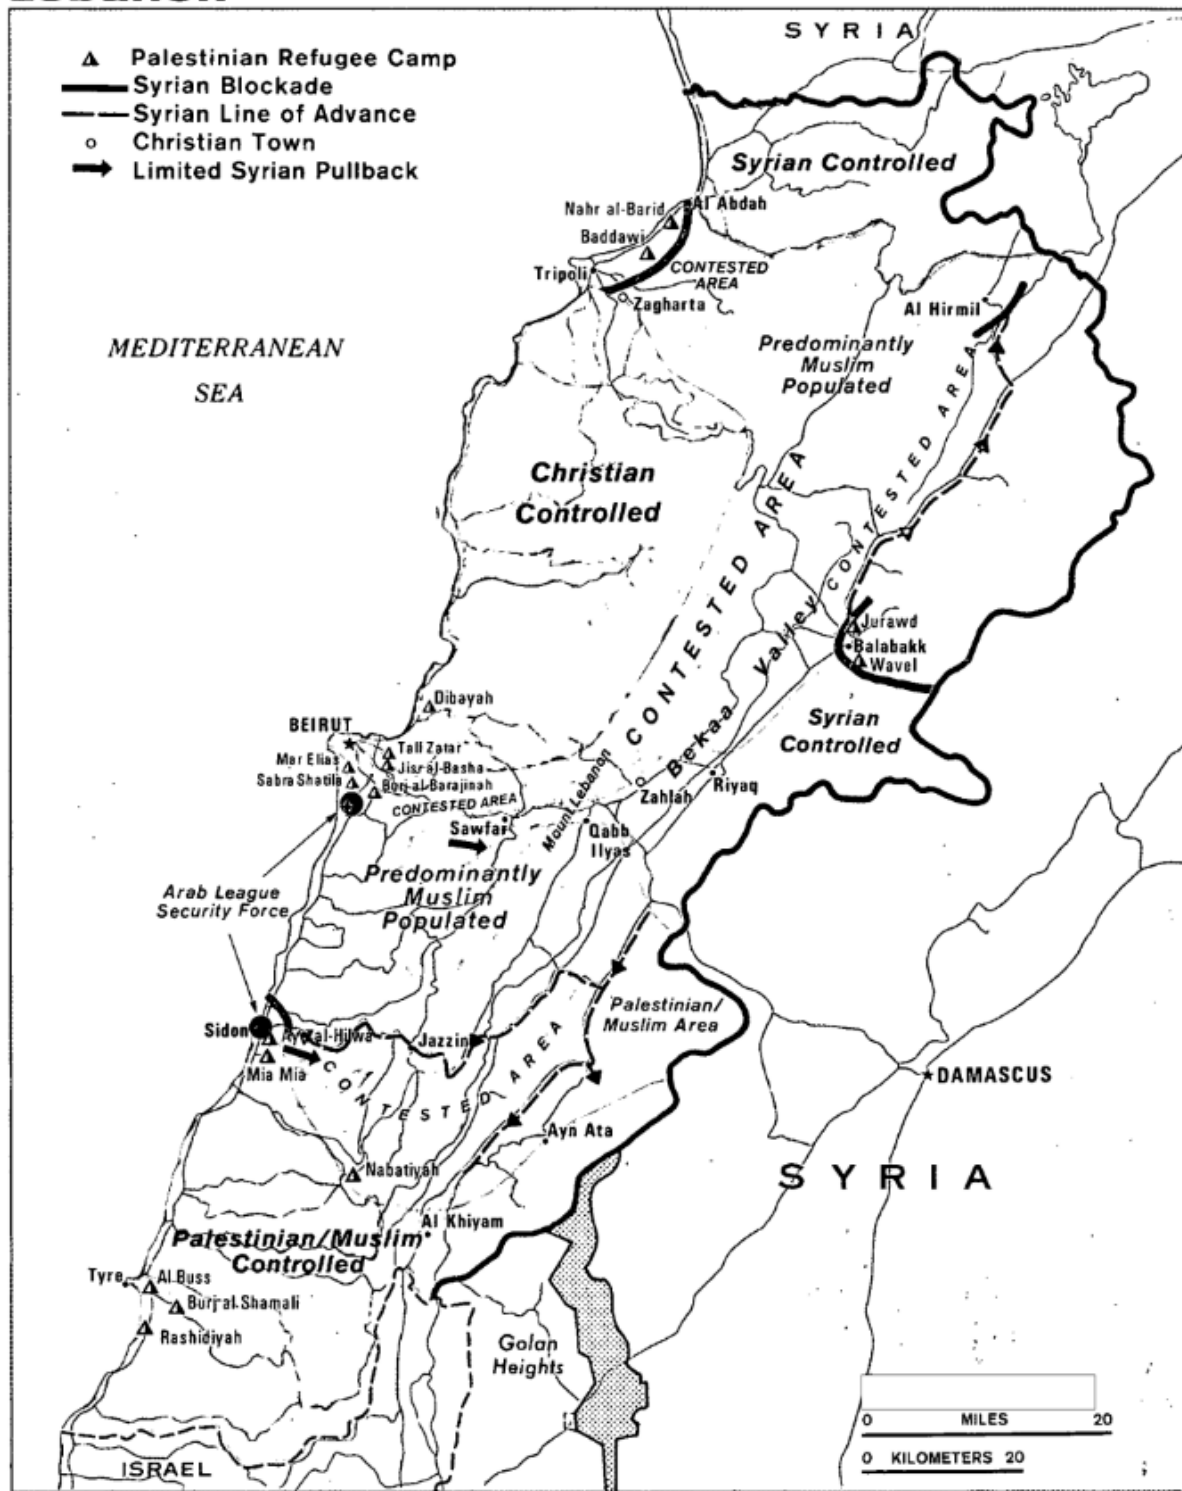 Lebanon
Palestinian Refugee Camp
Syrian Blockade
Syrian Line of Advance
Christian Town
Limited Syrian Pullback
SYRIA
Syrian Controlled
Nahr al-Barid
Al Abdah
Baddawi
Tripoli
CONTESTED
AREA
Zagharta
Al Hirmil
MEDITERRANEAN
SEA
Predominantly
Muslim
Populated
CONTESTED AREA
Christian
Controlled
CONTESTED AREA
Bekaa Valley
Jurawd
Balabakk
Wavel
Dibayah
Syrian
Controlled
BEIRUT
Tall Zatar
Mar Elias
Jisr al-Basha
Sabra Shatila
Borj al-Barajinah
CONTESTED AREA
Mount Lebanon
Zahlah
Riyaq
Sawfar
Qabb
Ilyas
Predominantly
Muslim
Populated
Arab League
Security Force
Palestinian/
Muslim Area
Sidon
Jazzin
Mia Mia
CONTESTED AREA
DAMASCUS
Ayn Ata
SYRIA
Nabatiyah
Al Khiyam
Palestinian/Muslim
Controlled
Tyre
Al Buss
Burj al Shamali
Rashidiyah
Golan
Heights
0 MILES 20
0 KILOMETERS 20
ISRAEL